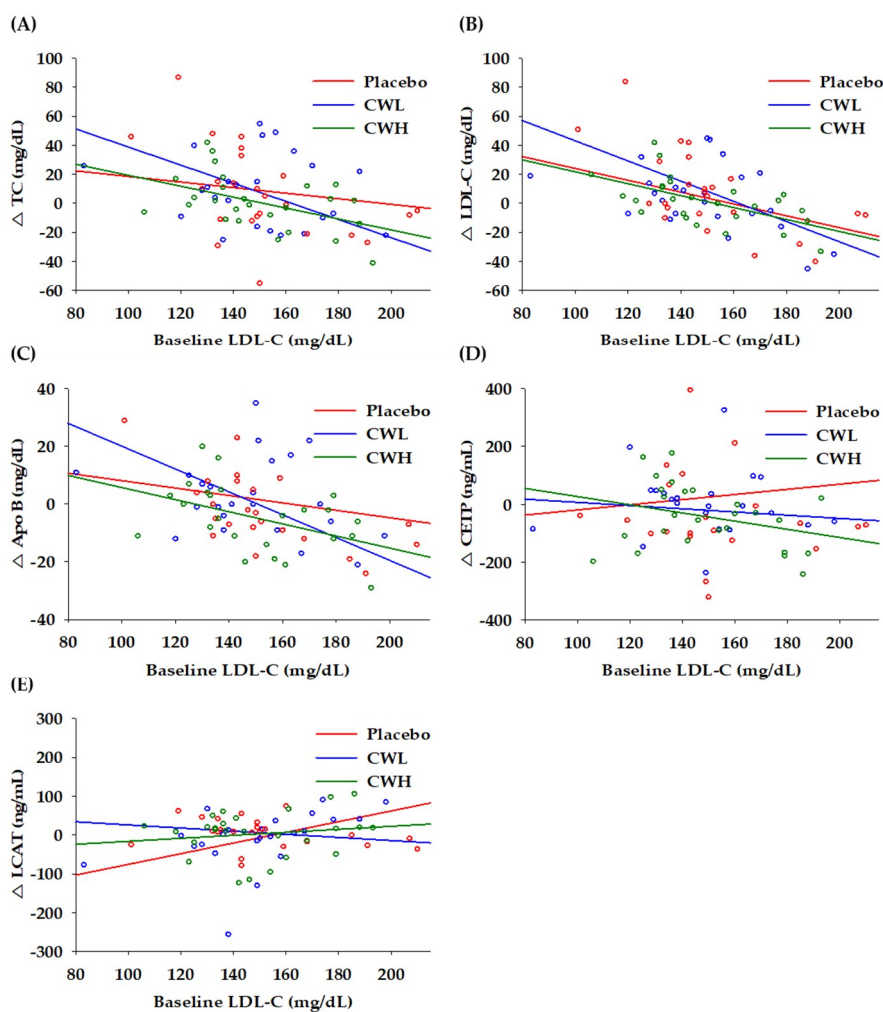 (A)
(B)
100
80
60
40
20
0
-20
-40
-60
△ TC (mg/dL)
Placebo
CWL
CWH
80 100 120 140 160 180 200
Baseline LDL-C (mg/dL)
100
80
60
40
20
0
-20
-40
-60
△ LDL-C (mg/dL)
Placebo
CWL
CWH
80 100 120 140 160 180 200
Baseline LDL-C (mg/dL)
(C)
(D)
40
20
0
-20
-40
△ Apo B (mg/dL)
Placebo
CWL
CWH
80 100 120 140 160 180 200
Baseline LDL-C (mg/dL)
400
200
0
-200
-400
△ CETP (ng/mL)
Placebo
CWL
CWH
80 100 120 140 160 180 200
Baseline LDL-C (mg/dL)
(E)
300
200
100
0
-100
-200
-300
△ LCAT (ng/mL)
Placebo
CWL
CWH
80 100 120 140 160 180 200
Baseline LDL-C (mg/dL)